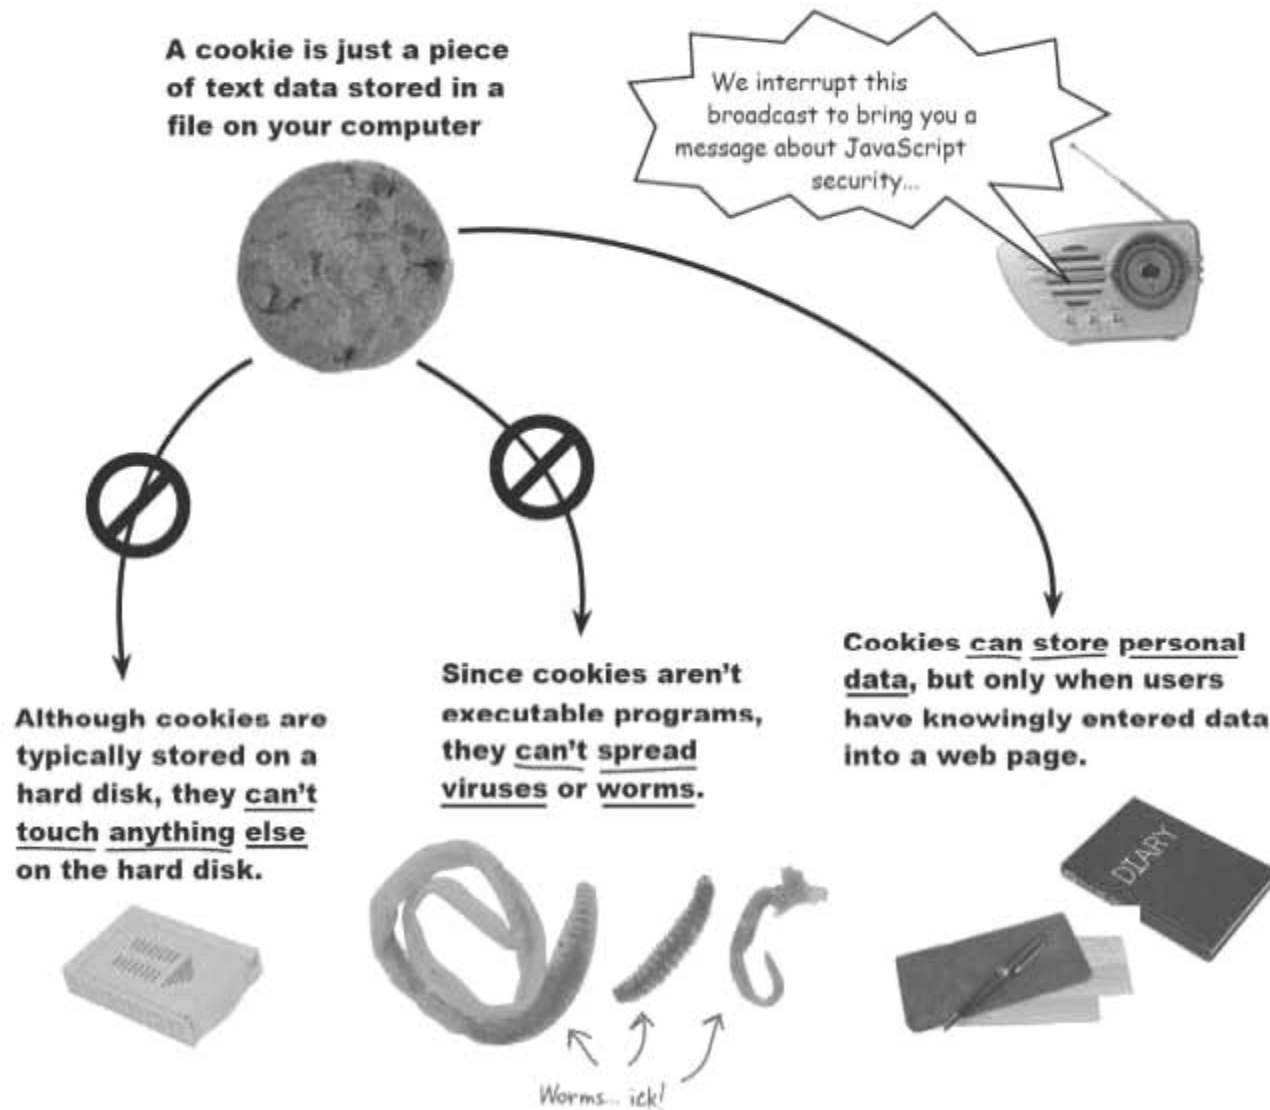 A cookie is just a piece
of text data stored in a
file on your computer
We interrupt this
broadcast to bring you a
message about JavaScript
security...
Although cookies are
typically stored on a
hard disk, they can't
touch anything else
on the hard disk.
Since cookies aren't
executable programs,
they can't spread
viruses or worms.
Cookies can store personal
data, but only when users
have knowingly entered data
into a web page.
DIARY
Worms... ick!